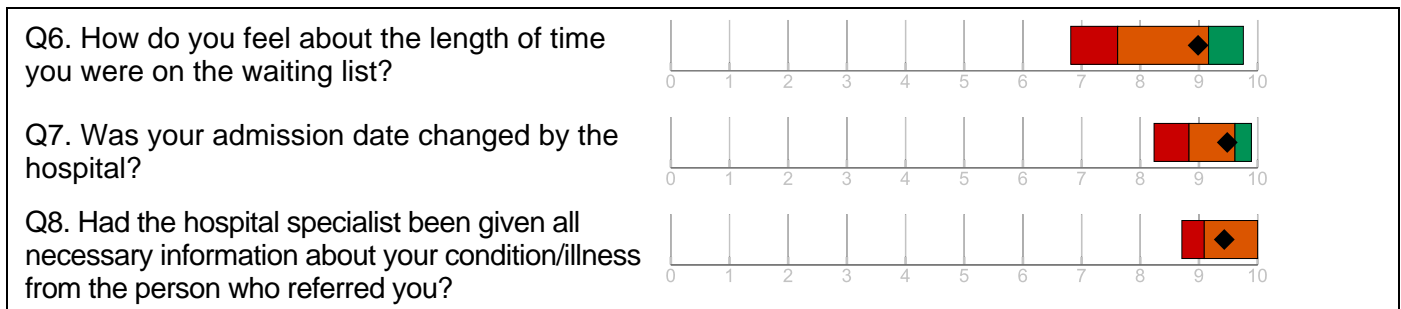 Q6. How do you feel about the length of time
you were on the waiting list?
0 1 2 3 4 5 6 7 8 9 10
Q7. Was your admission date changed by the
hospital?
0 1 2 3 4 5 6 7 8 9 10
Q8. Had the hospital specialist been given all
necessary information about your condition/illness
from the person who referred you?
0 1 2 3 4 5 6 7 8 9 10